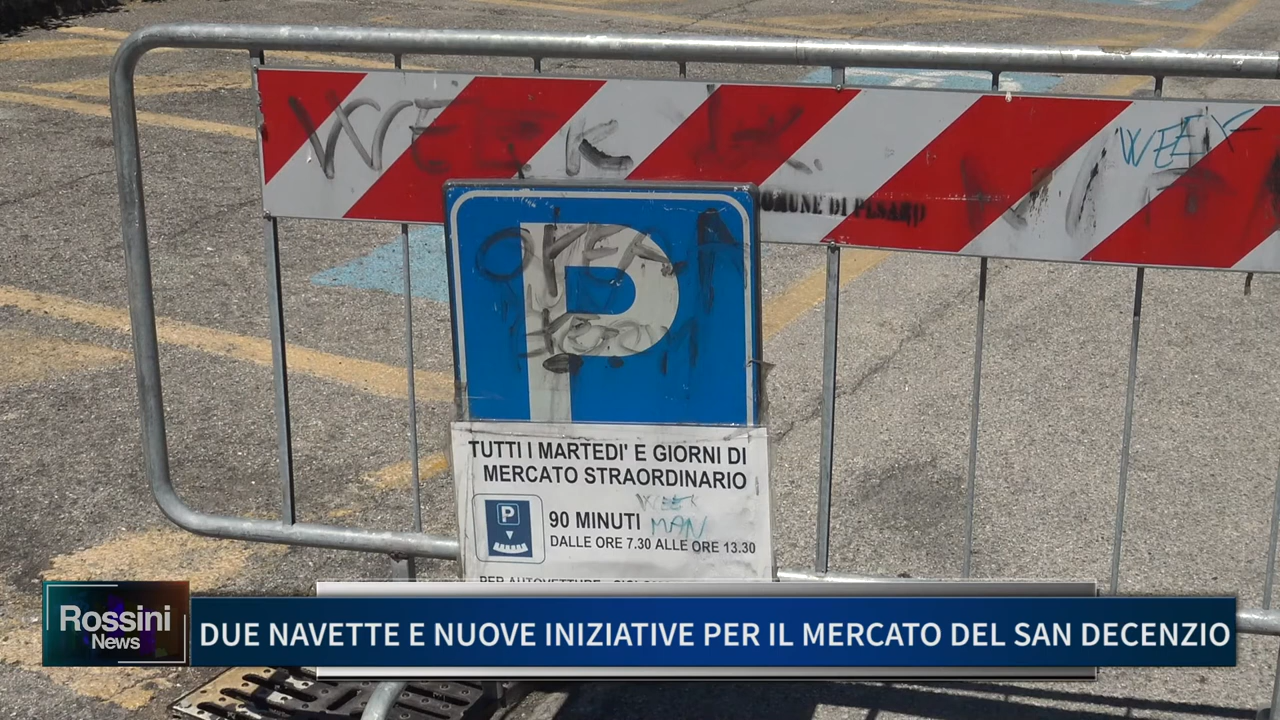 WEEK
WEEK
COMUNE DI PESARO
P
TUTTI I MARTEDI' E GIORNI DI
MERCATO STRAORDINARIO
WEEK
P
90 MINUTI MAN
DALLE ORE 7.30 ALLE ORE 13.30
Rossini
News
DUE NAVETTE E NUOVE INIZIATIVE PER IL MERCATO DEL SAN DECENZIO